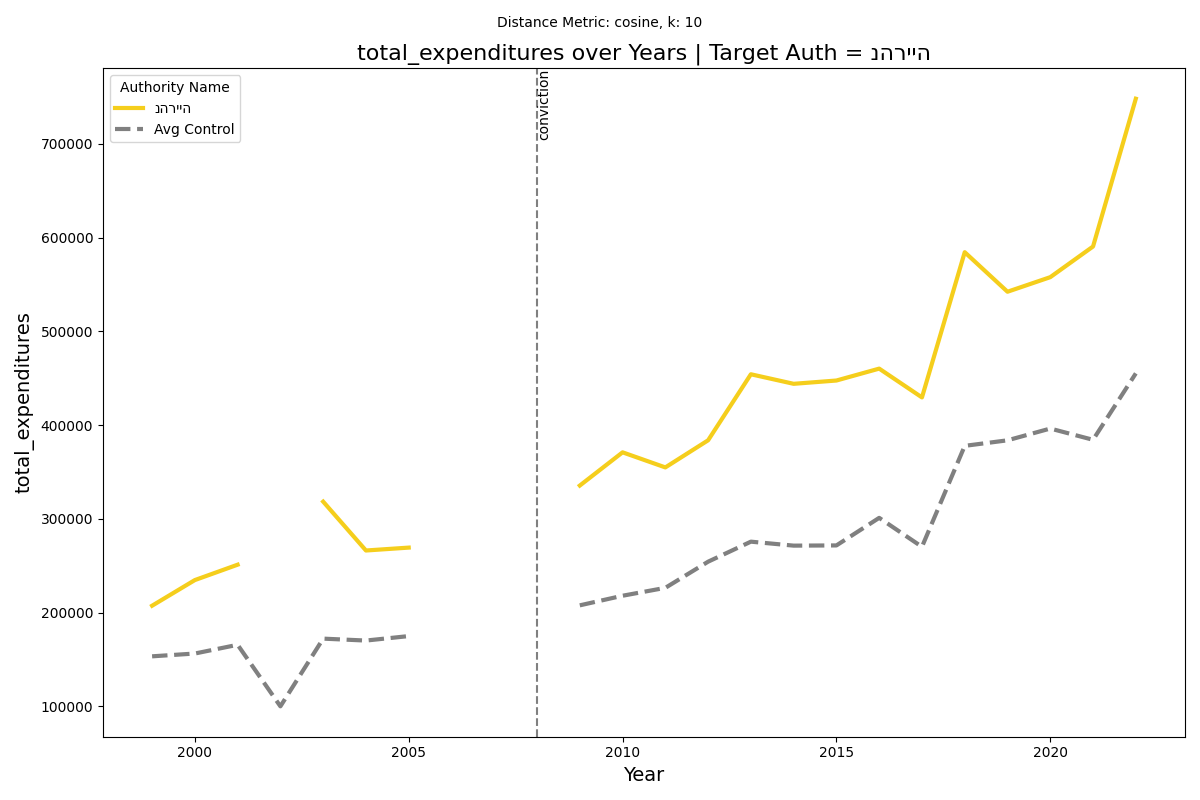 Distance Metric: cosine, k: 10
total_expenditures over Years | Target Auth = נהרייה
Authority Name
נהרייה
Avg Control
conviction
total_expenditures
700000
600000
500000
400000
300000
200000
100000
2000 2005 2010 2015 2020
Year